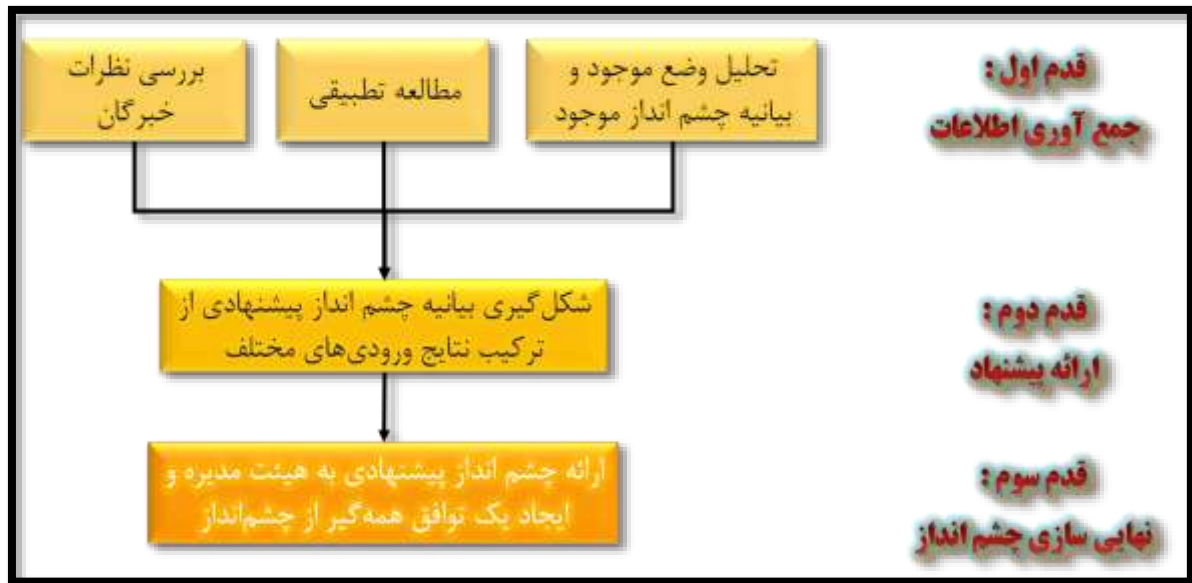 قدم اول :
جمع آوری اطلاعات
تحلیل وضع موجود و
بیانیه چشم انداز موجود
مطالعه تطبیقی
بررسی نظرات
خبرگان
قدم دوم :
ارائه پیشنهاد
شکل‌گیری بیانیه چشم انداز پیشنهادی از
ترکیب نتایج ورودی‌های مختلف
قدم سوم :
نهایی سازی چشم انداز
ارائه چشم انداز پیشنهادی به هیئت مدیره و
ایجاد یک توافق همه‌گیر از چشم‌انداز